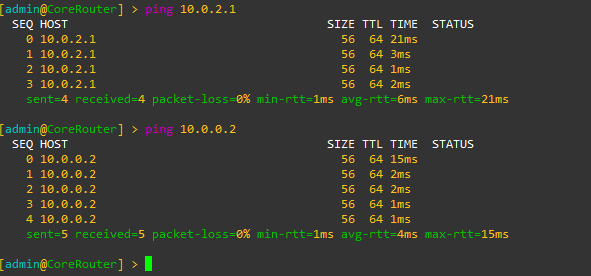 [admin@CoreRouter] > ping 10.0.2.1
SEQ HOST SIZE TTL TIME STATUS
0 10.0.2.1 56 64 21ms
1 10.0.2.1 56 64 3ms
2 10.0.2.1 56 64 1ms
3 10.0.2.1 56 64 2ms
sent=4 received=4 packet-loss=0% min-rtt=1ms avg-rtt=6ms max-rtt=21ms
[admin@CoreRouter] > ping 10.0.0.2
SEQ HOST SIZE TTL TIME STATUS
0 10.0.0.2 56 64 15ms
1 10.0.0.2 56 64 2ms
2 10.0.0.2 56 64 2ms
3 10.0.0.2 56 64 1ms
4 10.0.0.2 56 64 1ms
sent=5 received=5 packet-loss=0% min-rtt=1ms avg-rtt=4ms max-rtt=15ms
[admin@CoreRouter] >